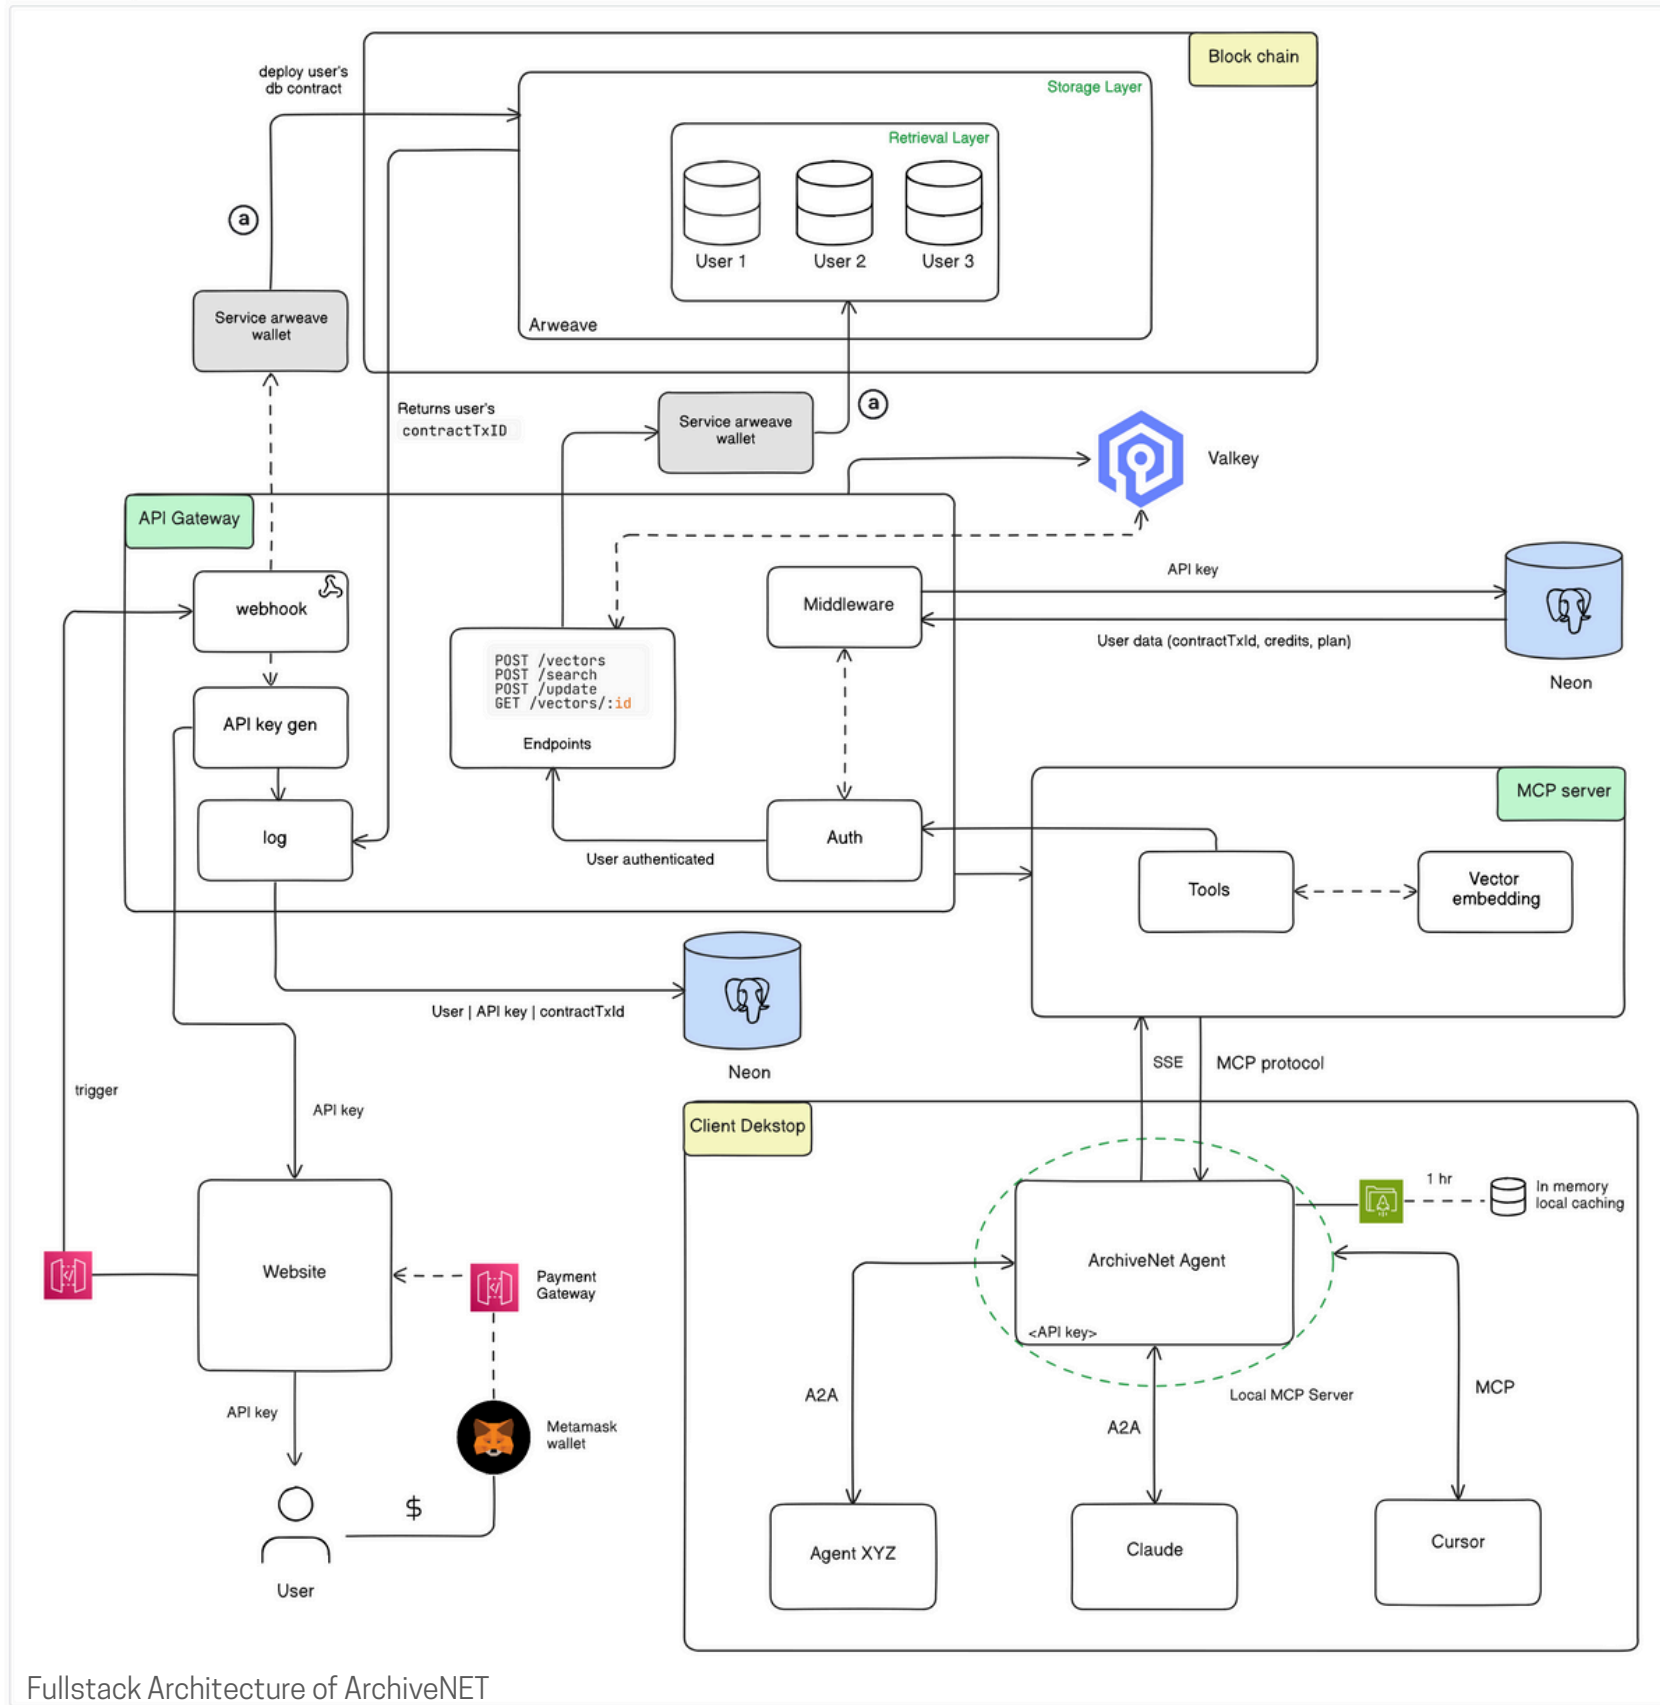 Block chain
deploy user's
db contract
Storage Layer
Retrieval Layer
a
User 1
User 2
User 3
Service arweave
wallet
Arweave
Returns user's
contractTxID
Service arweave
wallet
a
Valkey
API Gateway
webhook
Middleware
API key
User data (contractTxId, credits, plan)
Neon
POST /vectors
POST /search
POST /update
GET /vectors/:id
Endpoints
API key gen
log
User authenticated
Auth
MCP server
Tools
Vector
embedding
User | API key | contractTxId
Neon
SSE
MCP protocol
trigger
API key
Client Dekstop
1 hr
In memory
local caching
Website
Payment
Gateway
ArchiveNet Agent
<API key>
Local MCP Server
A2A
A2A
MCP
API key
Metamask
wallet
$
User
Agent XYZ
Claude
Cursor
Fullstack Architecture of ArchiveNET